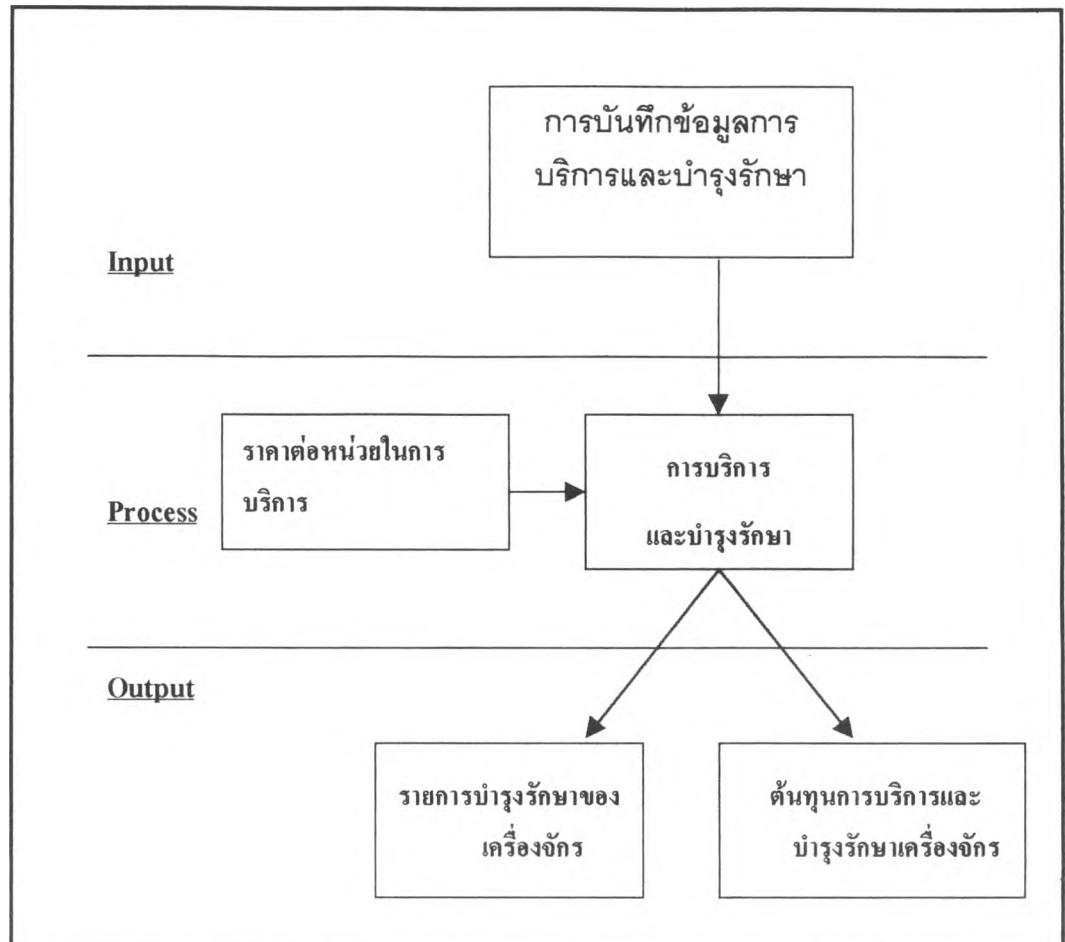 การบันทึกข้อมูลการ
บริการและบำรุงรักษา
Input
ราคาต่อหน่วยในการ
บริการ
Process
การบริการ
และบำรุงรักษา
Output
รายการบำรุงรักษาของ
เครื่องจักร
ต้นทุนการบริการและ
บำรุงรักษาเครื่องจักร